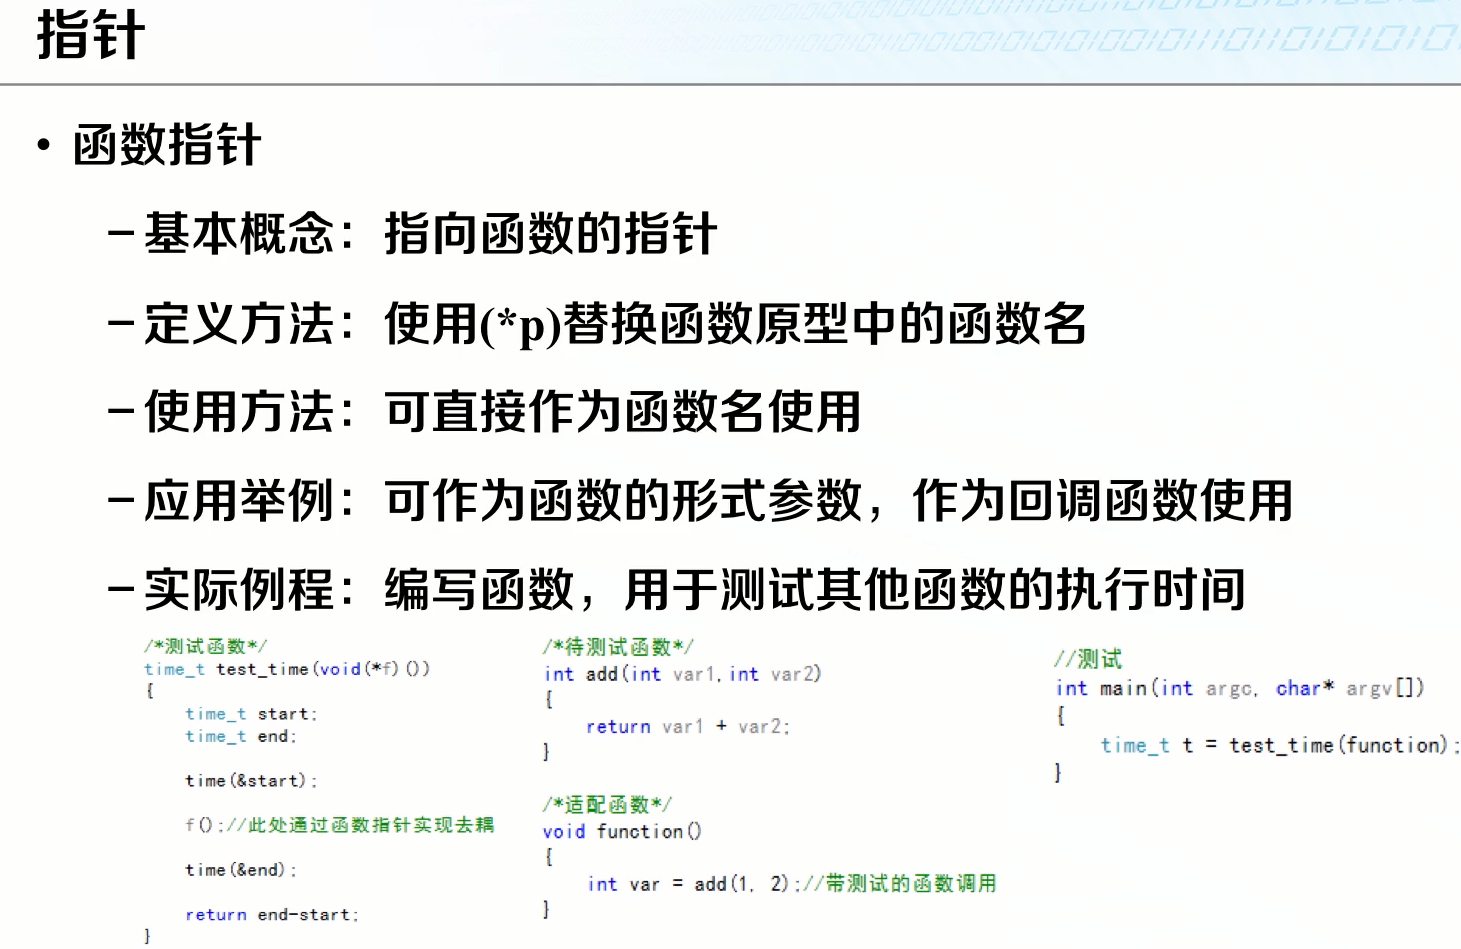 指针
• 函数指针
– 基本概念：指向函数的指针
– 定义方法：使用(*p)替换函数原型中的函数名
– 使用方法：可直接作为函数名使用
– 应用举例：可作为函数的形式参数，作为回调函数使用
– 实际例程：编写函数，用于测试其他函数的执行时间
/*测试函数*/
time_t test_time(void(*f)())
{
time_t start;
time_t end;
time(&start);
f();//此处通过函数指针实现去耦
time(&end);
return end-start;
}
/*待测试函数*/
int add(int var1,int var2)
{
return var1 + var2;
}
/*适配函数*/
void function()
{
int var = add(1, 2);//带测试的函数调用
}
//测试
int main(int argc, char* argv[])
{
time_t t = test_time(function);
}